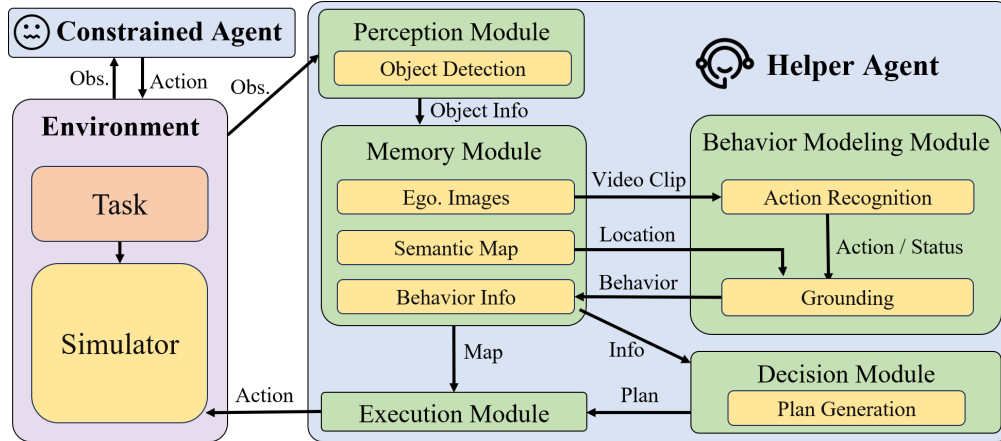 Constrained Agent
Obs.
Action
Obs.
Environment
Task
Simulator
Perception Module
Object Detection
Helper Agent
Object Info
Memory Module
Ego. Images
Semantic Map
Behavior Info
Video Clip
Location
Behavior
Behavior Modeling Module
Action Recognition
Action / Status
Grounding
Map
Info
Decision Module
Plan Generation
Plan
Execution Module
Action